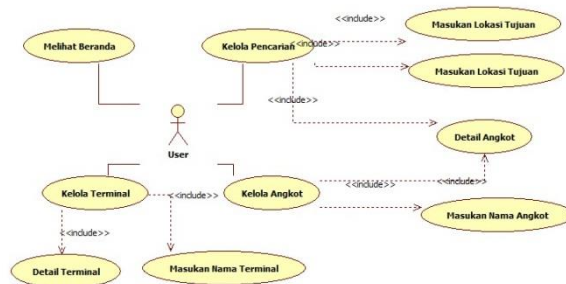 <<include>>
Masukan Lokasi Tujuan
Melihat Beranda
Kelola Pencarian
<<include>>
Masukan Lokasi Tujuan
<<include>>
Detail Angkot
User
Kelola Terminal
<<include>>
Kelola Angkot
<<include>>
<<include>>
Masukan Nama Angkot
<<include>>
Detail Terminal
Masukan Nama Terminal